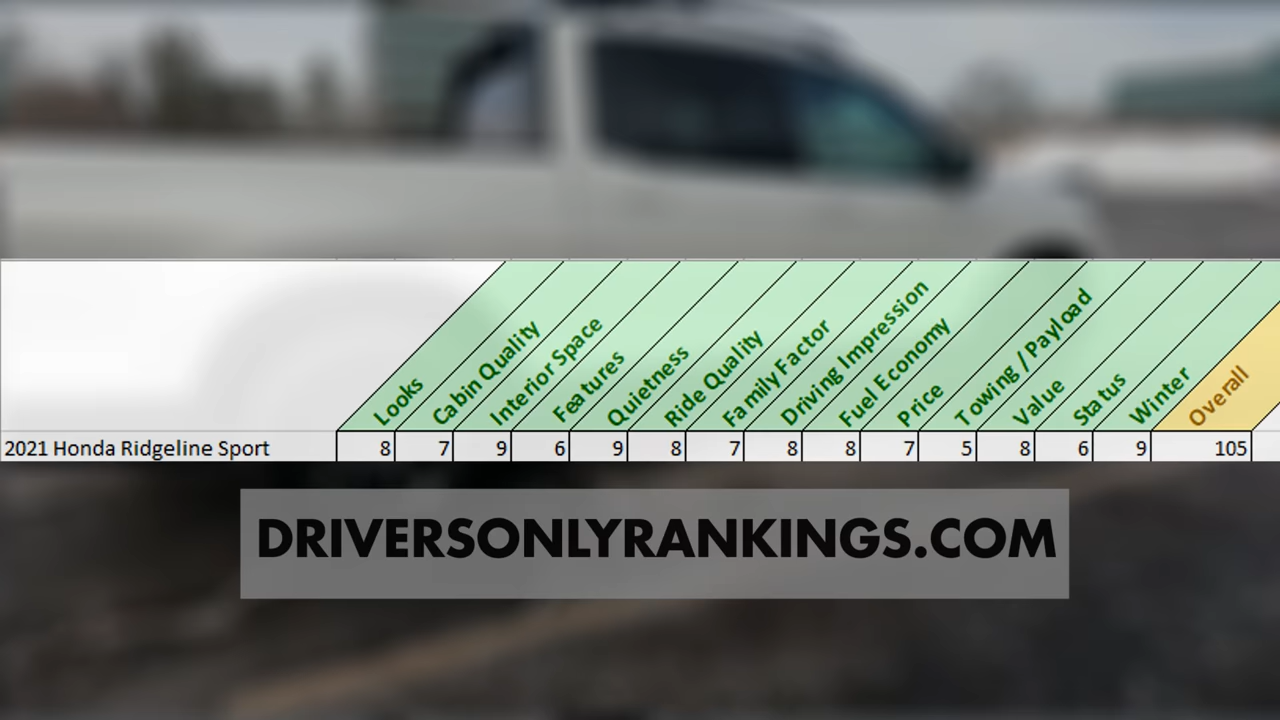 Looks
Cabin Quality
Interior Space
Features
Quietness
Ride Quality
Family Factor
Driving Impression
Fuel Economy
Price
Towing / Payload
Value
Status
Winter
Overall
2021 Honda Ridgeline Sport 8 7 9 6 9 8 7 8 8 7 5 8 6 9 105
DRIVERSONLYRANKINGS.COM